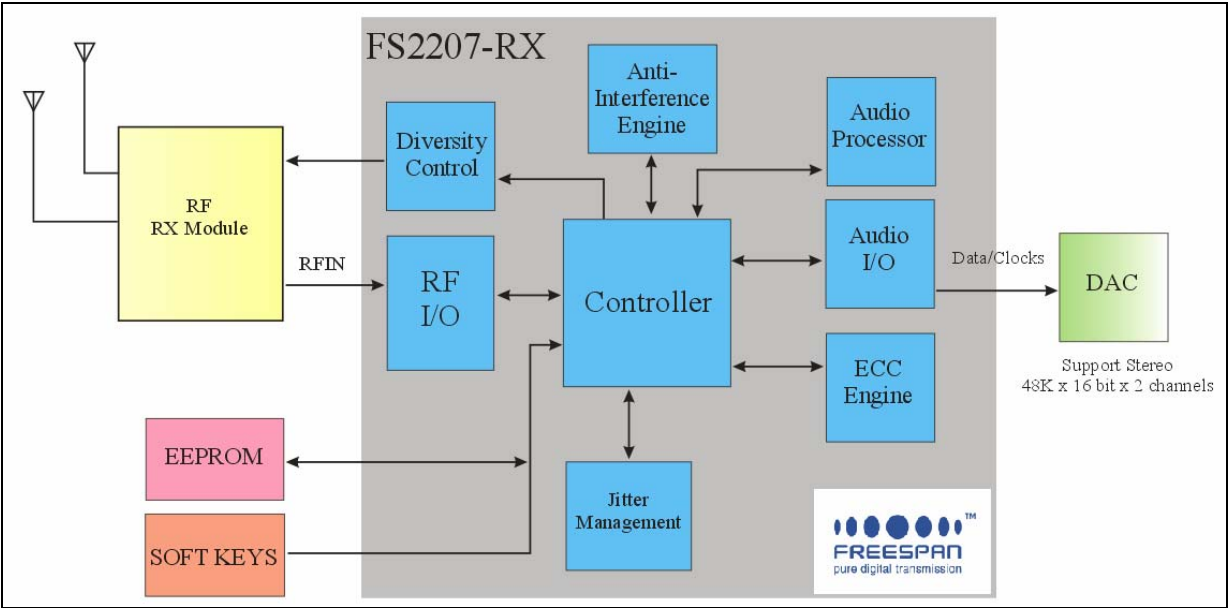 FS2207-RX
Anti-
Interference
Engine
Audio
Processor
Diversity
Control
RF
RX Module
RFIN
RF
I/O
Controller
Audio
I/O
Data/Clocks
DAC
Support Stereo
48K x 16 bit x 2 channels
ECC
Engine
EEPROM
SOFT KEYS
Jitter
Management
TM
FREESPAN
pure digital transmission